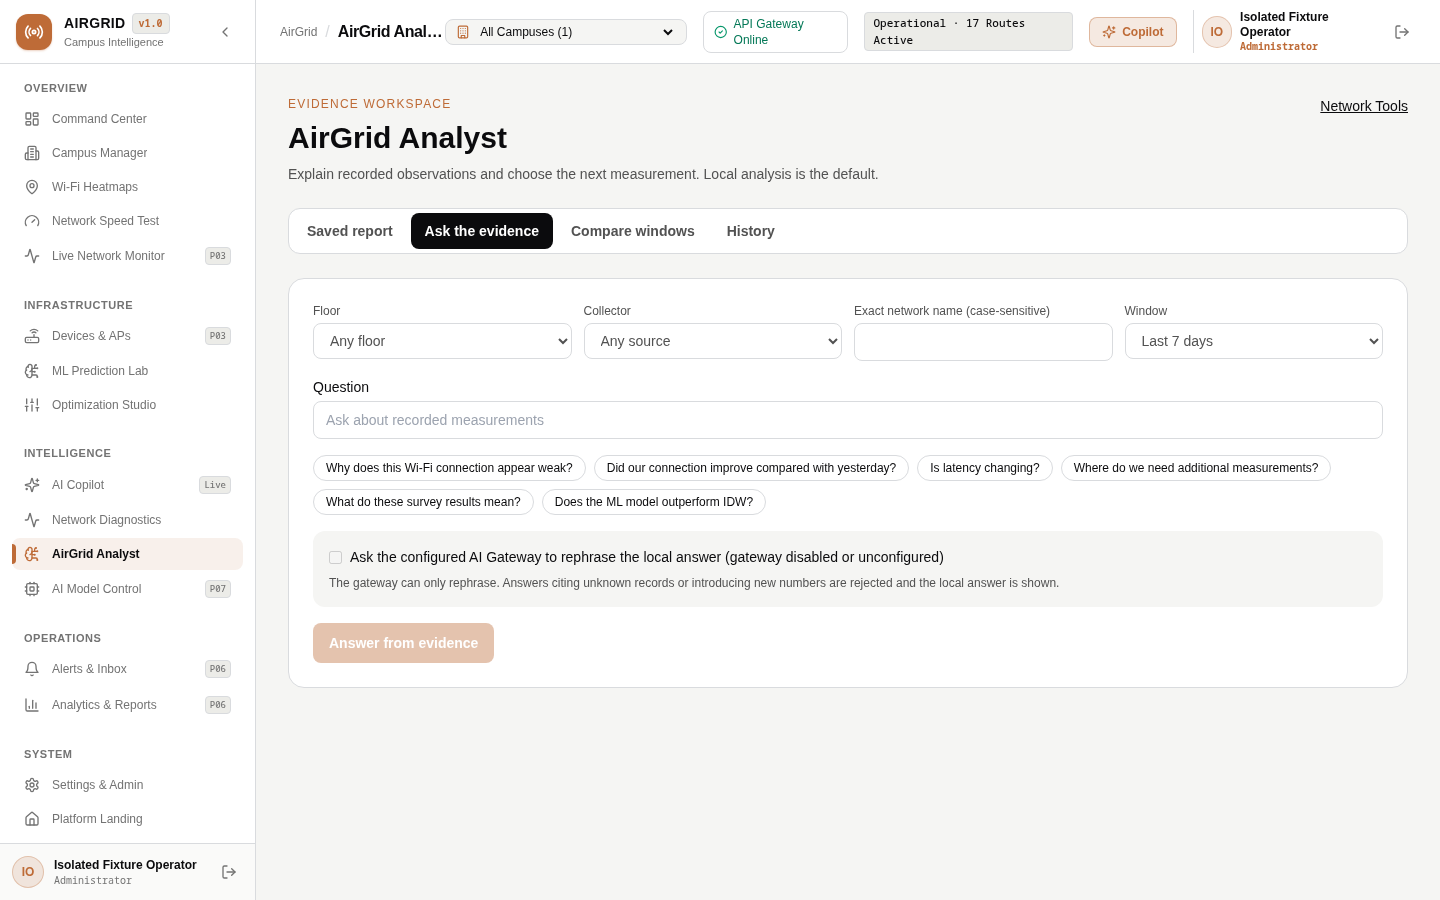 AIRGRID v1.0
Campus Intelligence
OVERVIEW
Command Center
Campus Manager
Wi-Fi Heatmaps
Network Speed Test
Live Network Monitor P03
INFRASTRUCTURE
Devices & APs P03
ML Prediction Lab
Optimization Studio
INTELLIGENCE
AI Copilot Live
Network Diagnostics
AirGrid Analyst
AI Model Control P07
OPERATIONS
Alerts & Inbox P06
Analytics & Reports P06
SYSTEM
Settings & Admin
Platform Landing
IO Isolated Fixture Operator
Administrator
AirGrid / AirGrid Anal... All Campuses (1)
API Gateway
Online
Operational · 17 Routes
Active
Copilot
IO Isolated Fixture
Operator
Administrator
EVIDENCE WORKSPACE
Network Tools
AirGrid Analyst
Explain recorded observations and choose the next measurement. Local analysis is the default.
Saved report Ask the evidence Compare windows History
Floor Collector Exact network name (case-sensitive) Window
Any floor Any source Last 7 days
Question
Ask about recorded measurements
Why does this Wi-Fi connection appear weak? Did our connection improve compared with yesterday? Is latency changing? Where do we need additional measurements?
What do these survey results mean? Does the ML model outperform IDW?
Ask the configured AI Gateway to rephrase the local answer (gateway disabled or unconfigured)
The gateway can only rephrase. Answers citing unknown records or introducing new numbers are rejected and the local answer is shown.
Answer from evidence